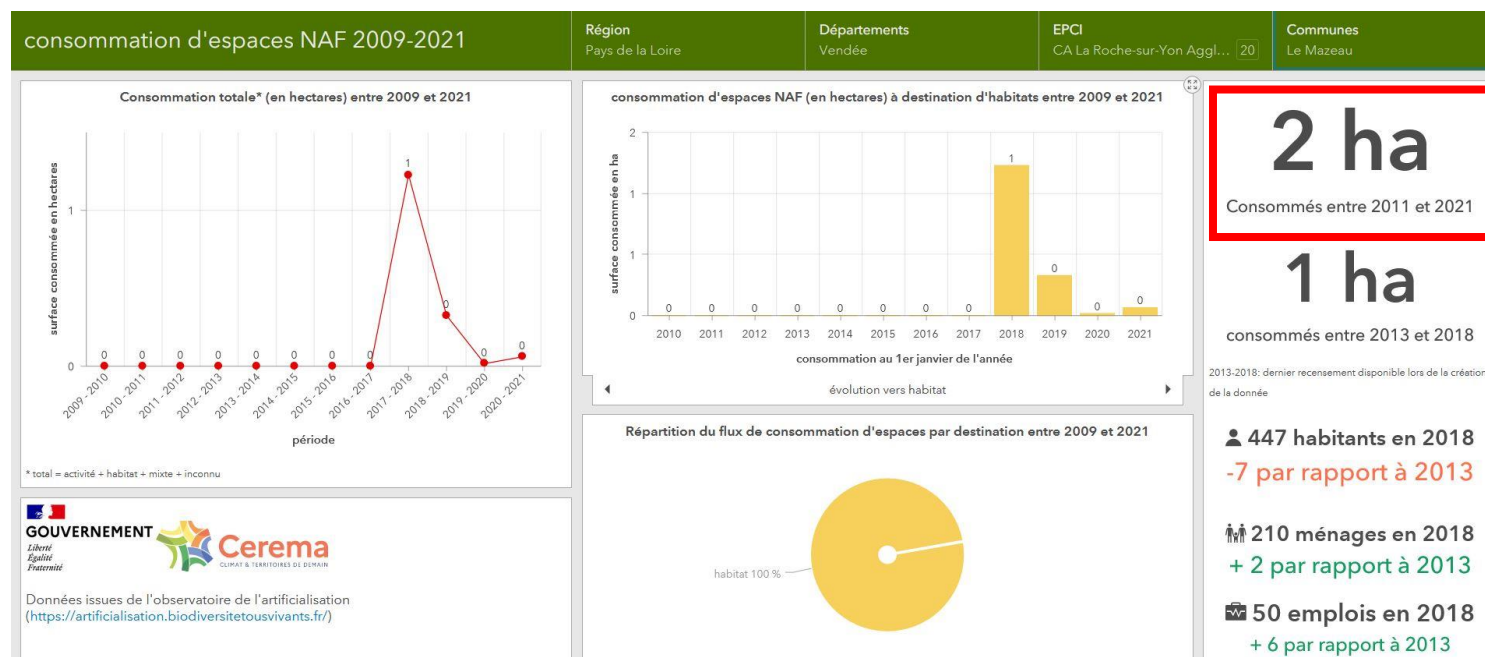 consommation d'espaces NAF 2009-2021
Région
Pays de la Loire
Départements
Vendée
EPCI
CA La Roche-sur-Yon Aggl... 20
Communes
Le Mazeau
Consommation totale* (en hectares) entre 2009 et 2021
surface consommée en hectares
1
0
0 0 0 0 0 0 0 0 1 0 0 0
2009-2010 2010-2011 2011-2012 2012-2013 2013-2014 2014-2015 2015-2016 2016-2017 2017-2018 2018-2019 2019-2020 2020-2021
période
* total = activité + habitat + mixte + inconnu
GOUVERNEMENT
Liberté
Égalité
Fraternité
Cerema
CLIMAT & TERRITOIRES DE DEMAIN
Données issues de l'observatoire de l'artificialisation
(https://artificialisation.biodiversitetousvivants.fr/)
consommation d'espaces NAF (en hectares) à destination d'habitats entre 2009 et 2021
surface consommée en ha
2
1
1
0
0 0 0 0 0 0 0 0 1 0 0 0
2010 2011 2012 2013 2014 2015 2016 2017 2018 2019 2020 2021
consommation au 1er janvier de l'année
évolution vers habitat
Répartition du flux de consommation d'espaces par destination entre 2009 et 2021
habitat 100 %
2 ha
Consommés entre 2011 et 2021
1 ha
consommés entre 2013 et 2018
2013-2018: dernier recensement disponible lors de la création
de la donnée
447 habitants en 2018
-7 par rapport à 2013
210 ménages en 2018
+ 2 par rapport à 2013
50 emplois en 2018
+ 6 par rapport à 2013